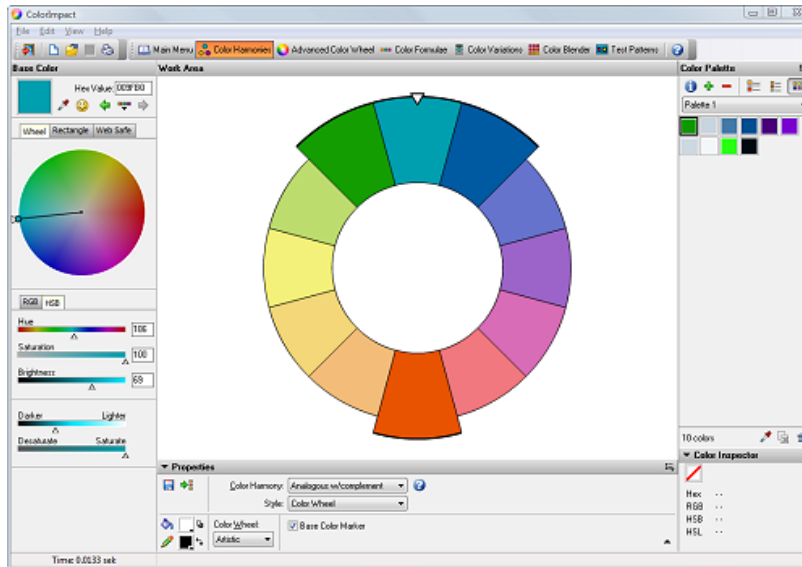 ColorImpact
File Edit View Help
Main Menu Color Harmonies Advanced Color Wheel Color Formulae Color Variations Color Blender Test Patterns
Base Color
Work Area
Color Palette
Hex Value:
Palette 1
Wheel Rectangle Web Safe
RGB HSB
Hue
Saturation
100
Brightness
69
Darker Lighter
Desaturate Saturate
10 colors
Properties
Color Inspector
Color Harmony: Analogous w/complement
Style: Color Wheel
Hex --
RGB --
HSB --
HSL --
Color Wheel:
Base Color Marker
Artistic
Time: 0.0133 sek